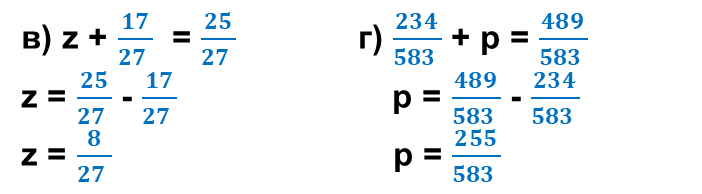 в) z + 17/27 = 25/27
z = 25/27 - 17/27
z = 8/27
г) 234/583 + p = 489/583
p = 489/583 - 234/583
p = 255/583